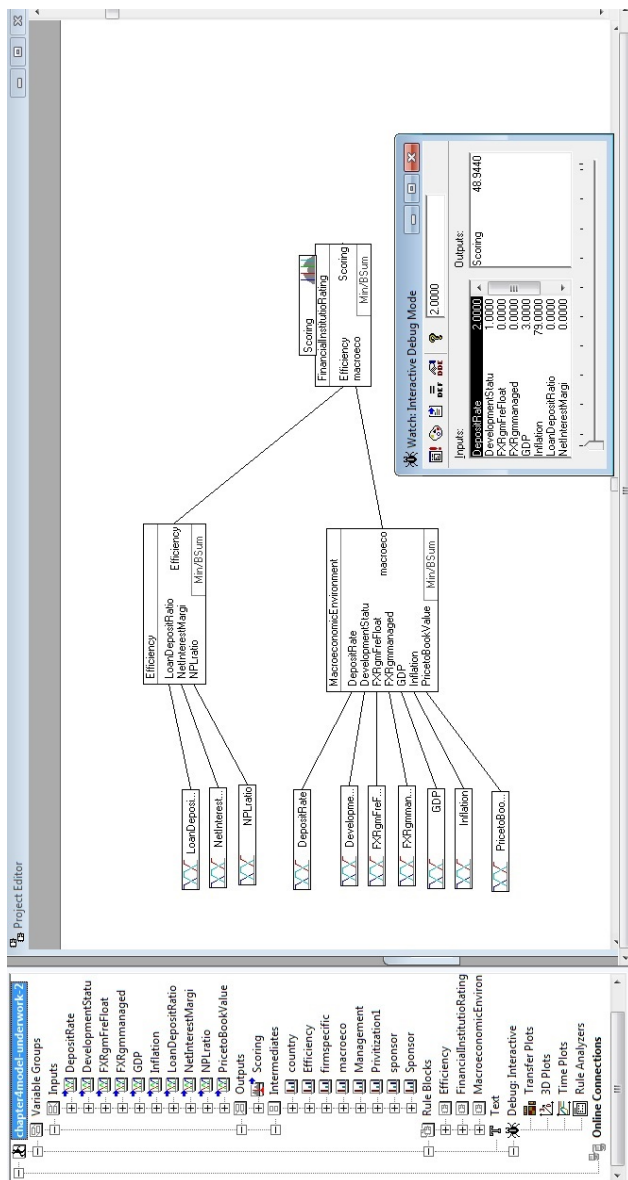 chapter4model-underwork-2
Variable Groups
Inputs
DepositRate
DevelopmentStatu
FXRgmFreFloat
FXRgmmanaged
GDP
Inflation
LoanDepositRatio
NetInterestMargi
NPLratio
PricetoBookValue
Outputs
Scoring
Intermediates
country
Efficiency
firmspecific
macroeco
Management
Privitization1
sponsor
Sponsor
Rule Blocks
Efficiency
FinancialInstitutioRating
MacroeconomicEnviron
Text
Debug: Interactive
Transfer Plots
3D Plots
Time Plots
Rule Analyzers
Online Connections
Project Editor
LoanDeposi...
NetInterest...
NPLratio
DepositRate
Developme...
FXRgmFreF...
FXRgmman...
GDP
Inflation
PricetoBoo...
Efficiency
LoanDepositRatio
NetInterestMargi
NPLratio
Efficiency
Min/BSum
MacroeconomicEnvironment
DepositRate
DevelopmentStatu
FXRgmFreFloat
FXRgmmanaged
GDP
Inflation
PricetoBookValue
macroeco
Min/BSum
Scoring
FinancialInstitutioRating
Efficiency
macroeco
Scoring
Min/BSum
Watch: Interactive Debug Mode
DEF DDE 2.0000
Inputs:
DepositRate 2.0000
DevelopmentStatu 1.0000
FXRgmFreFloat 0.0000
FXRgmmanaged 0.0000
GDP 3.0000
Inflation 79.0000
LoanDepositRatio 0.0000
NetInterestMargi 0.0000
Outputs:
Scoring 48.9440